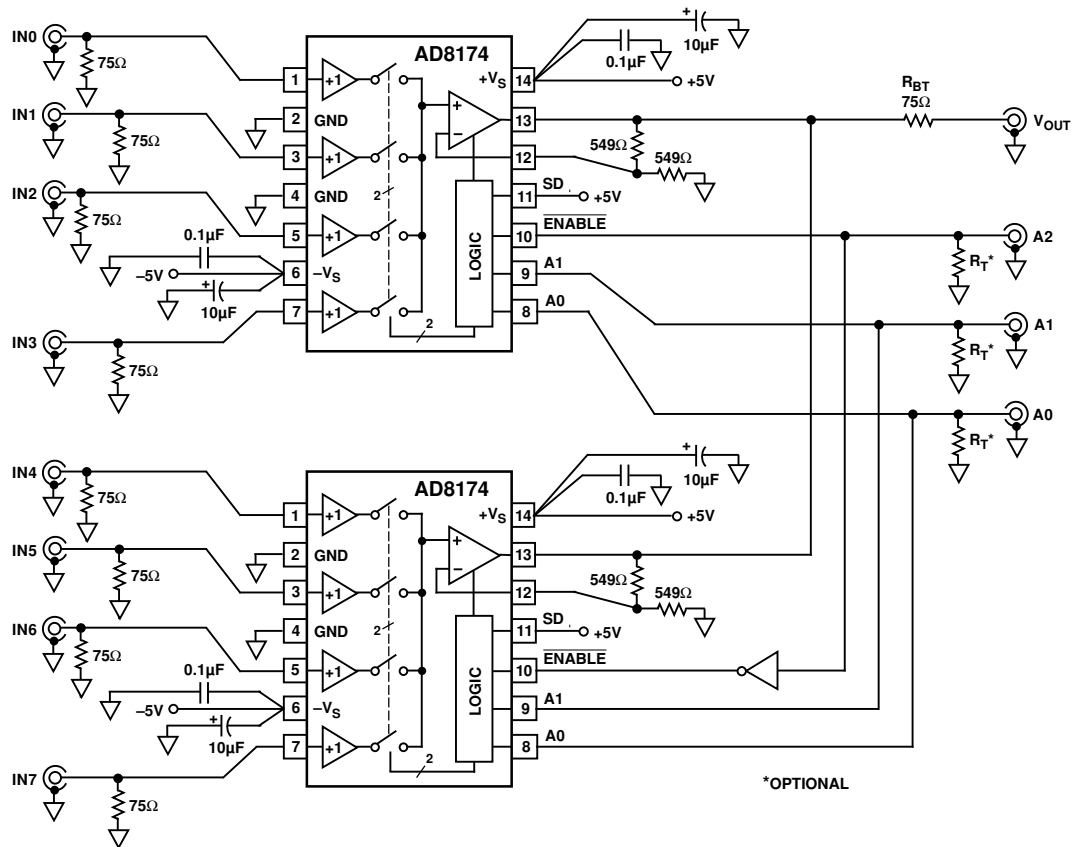 IN0
75Ω
IN1
75Ω
IN2
75Ω
0.1µF
–5V
10µF
IN3
75Ω
AD8174
1
+1
2
GND
3
+1
4
GND
2
5
+1
6
–VS
7
+1
2
LOGIC
+
–
+VS
14
13
12
11
10
9
8
SD
+5V
ENABLE
A1
A0
+
10µF
0.1µF
+5V
549Ω
549Ω
RBT
75Ω
VOUT
A2
RT*
A1
RT*
A0
RT*
IN4
75Ω
IN5
75Ω
IN6
75Ω
0.1µF
–5V
+
10µF
IN7
75Ω
AD8174
1
+1
2
GND
3
+1
4
GND
2
5
+1
6
–VS
7
+1
2
LOGIC
+
–
+VS
14
13
12
11
10
9
8
SD
+5V
ENABLE
A1
A0
+
10µF
0.1µF
+5V
549Ω
549Ω
*OPTIONAL